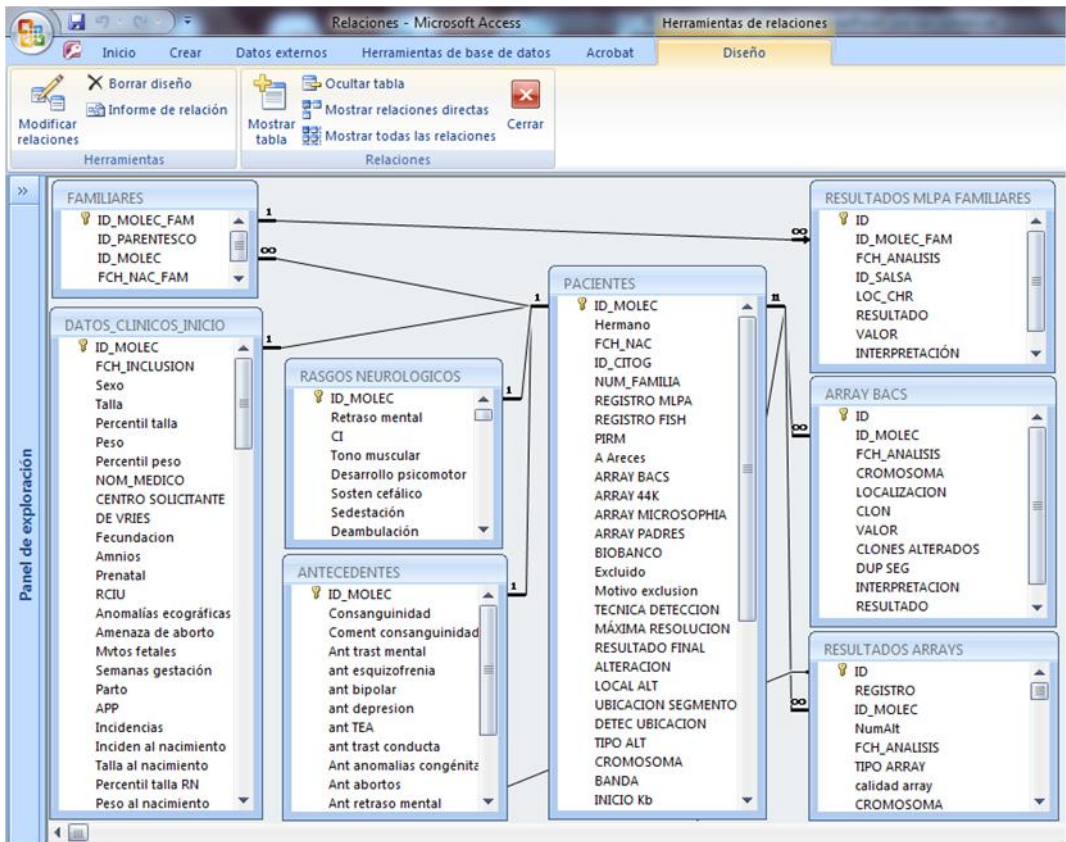 Relaciones - Microsoft Access
Herramientas de relaciones
Inicio
Crear
Datos externos
Herramientas de base de datos
Acrobat
Diseño
Modificar
relaciones
Borrar diseño
Informe de relación
Herramientas
Mostrar
tabla
Ocultar tabla
Mostrar relaciones directas
Mostrar todas las relaciones
Cerrar
Relaciones
»
Panel de exploración
FAMILIARES
ID_MOLEC_FAM
ID_PARENTESCO
ID_MOLEC
FCH_NAC_FAM
1
∞
DATOS_CLINICOS_INICIO
ID_MOLEC
FCH_INCLUSION
Sexo
Talla
Percentil talla
Peso
Percentil peso
NOM_MEDICO
CENTRO SOLICITANTE
DE VRIES
Fecundacion
Amnios
Prenatal
RCIU
Anomalías ecográficas
Amenaza de aborto
Mvtos fetales
Semanas gestación
Parto
APP
Incidencias
Inciden al nacimiento
Talla al nacimiento
Percentil talla RN
Peso al nacimiento
1
RASGOS NEUROLOGICOS
ID_MOLEC
Retraso mental
CI
Tono muscular
Desarrollo psicomotor
Sosten cefálico
Sedestación
Deambulación
1
ANTECEDENTES
ID_MOLEC
Consanguinidad
Coment consanguinidad
Ant trast mental
ant esquizofrenia
ant bipolar
ant depresion
ant TEA
ant trast conducta
Ant anomalias congénita
Ant abortos
Ant retraso mental
1
1
PACIENTES
ID_MOLEC
Hermano
FCH_NAC
ID_CITOG
NUM_FAMILIA
REGISTRO MLPA
REGISTRO FISH
PIRM
A Areces
ARRAY BACS
ARRAY 44K
ARRAY MICROSOPHIA
ARRAY PADRES
BIOBANCO
Excluido
Motivo exclusion
TECNICA DETECCION
MÁXIMA RESOLUCION
RESULTADO FINAL
ALTERACION
LOCAL ALT
UBICACION SEGMENTO
DETEC UBICACION
TIPO ALT
CROMOSOMA
BANDA
INICIO Kb
∞
RESULTADOS MLPA FAMILIARES
ID
ID_MOLEC_FAM
FCH_ANALISIS
ID_SALSA
LOC_CHR
RESULTADO
VALOR
INTERPRETACIÓN
∞
ARRAY BACS
ID
ID_MOLEC
FCH_ANALISIS
CROMOSOMA
LOCALIZACION
CLON
VALOR
CLONES ALTERADOS
DUP SEG
INTERPRETACION
RESULTADO
∞
RESULTADOS ARRAYS
ID
REGISTRO
ID_MOLEC
NumAlt
FCH_ANALISIS
TIPO ARRAY
calidad array
CROMOSOMA